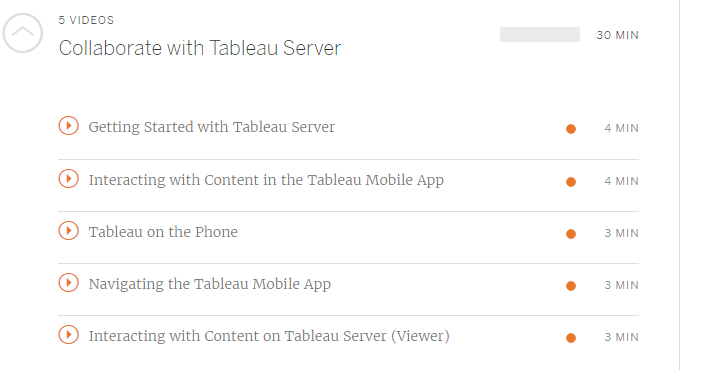 5 VIDEOS
Collaborate with Tableau Server 30 MIN
Getting Started with Tableau Server 4 MIN
Interacting with Content in the Tableau Mobile App 4 MIN
Tableau on the Phone 3 MIN
Navigating the Tableau Mobile App 3 MIN
Interacting with Content on Tableau Server (Viewer) 3 MIN